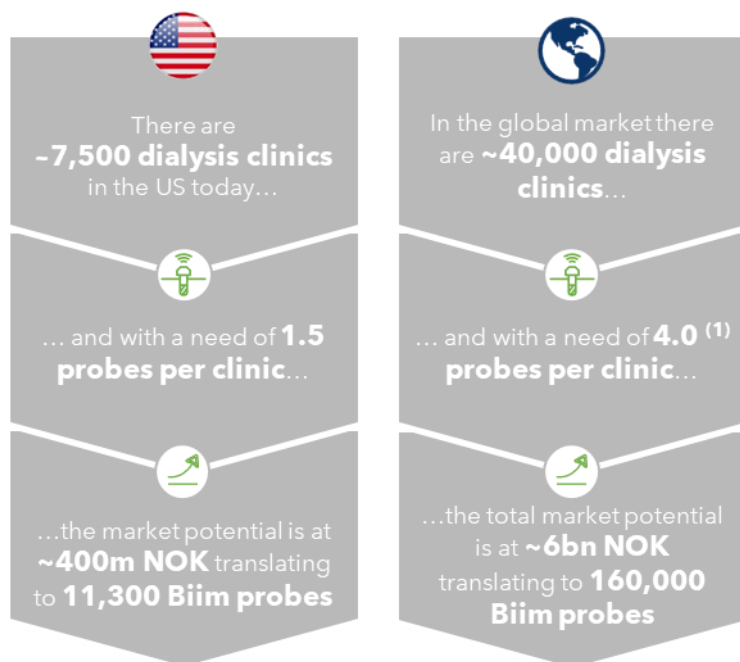 There are
~7,500 dialysis clinics
in the US today…
… and with a need of 1.5
probes per clinic…
…the market potential is at
~400m NOK translating
to 11,300 Biim probes
In the global market there
are ~40,000 dialysis
clinics…
… and with a need of 4.0 (1)
probes per clinic…
…the total market potential
is at ~6bn NOK
translating to 160,000
Biim probes